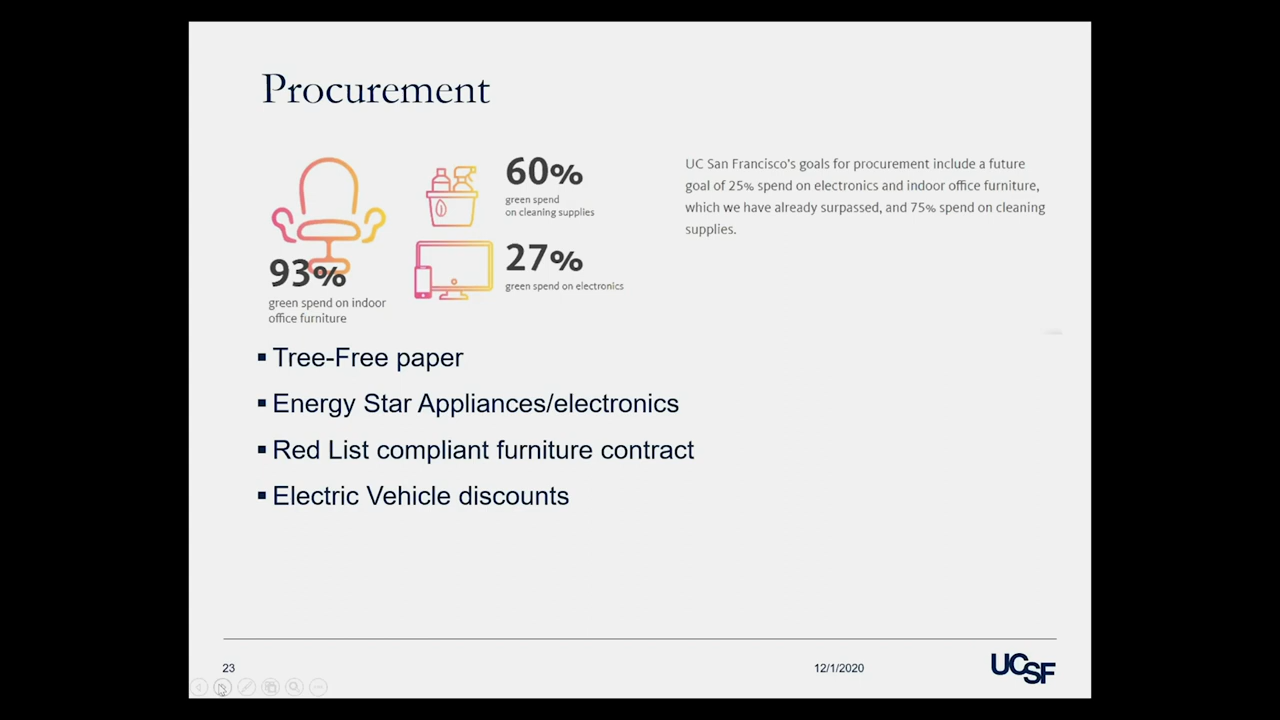 Procurement
93%
green spend on indoor
office furniture
60%
green spend
on cleaning supplies
27%
green spend on electronics
UC San Francisco's goals for procurement include a future
goal of 25% spend on electronics and indoor office furniture,
which we have already surpassed, and 75% spend on cleaning
supplies.
▪ Tree-Free paper
▪ Energy Star Appliances/electronics
▪ Red List compliant furniture contract
▪ Electric Vehicle discounts
23
12/1/2020
UCSF